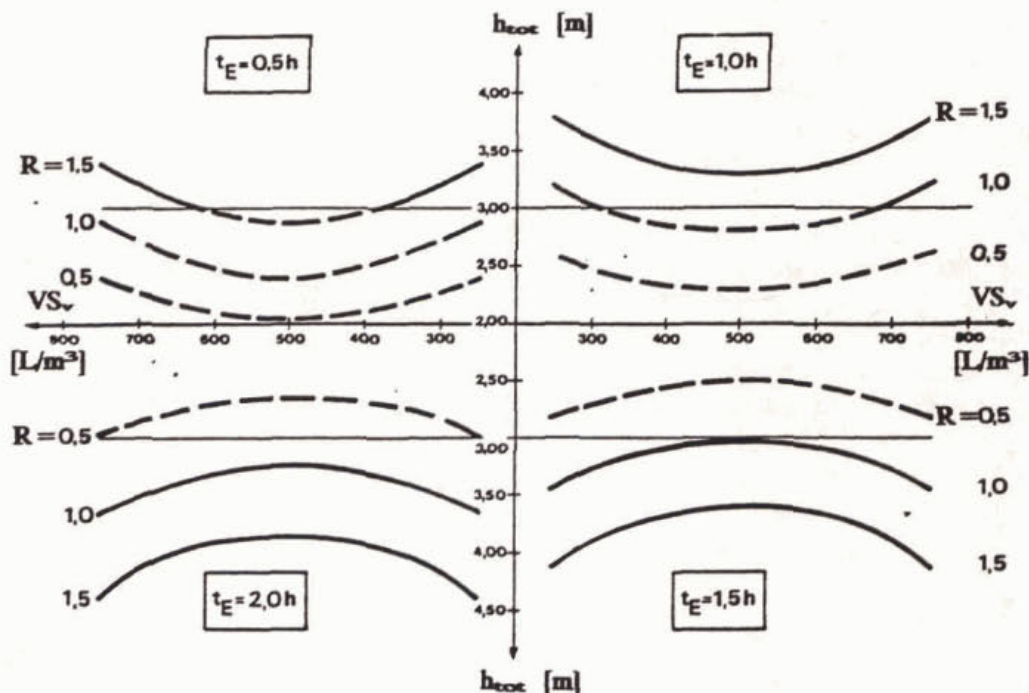 h_tot [m]
t_E=0,5h
t_E=1,0h
4,00
R=1,5
R=1,5
3,50
1,0
1,0
3,00
0,5
0,5
2,50
VS_v
VS_v
2,00
800 700 600 500 400 300
300 400 500 600 700 800
[L/m³]
[L/m³]
2,50
R=0,5
R=0,5
3,00
1,0
1,0
3,50
4,00
1,5
1,5
t_E=2,0h
t_E=1,5h
4,50
h_tot [m]